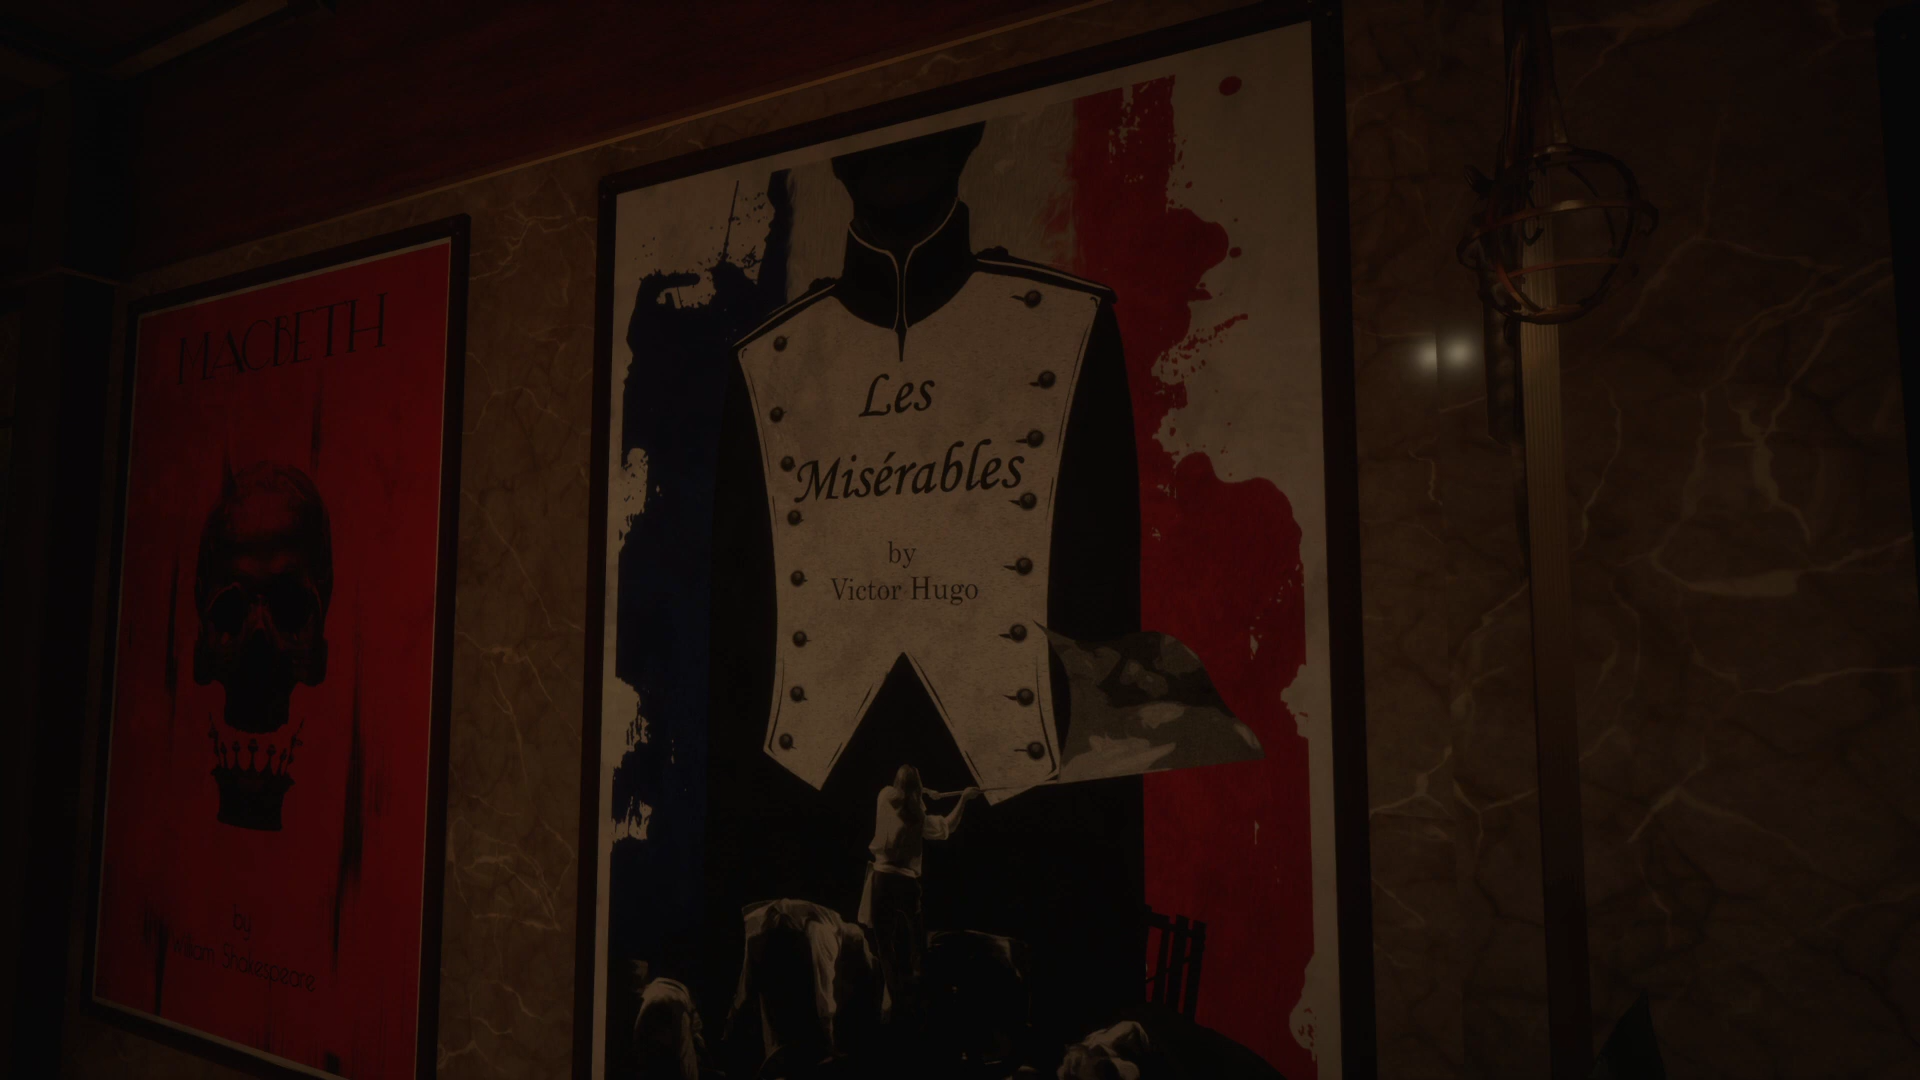 MACBETH
by
William Shakespeare
Les
Misérables
by
Victor Hugo